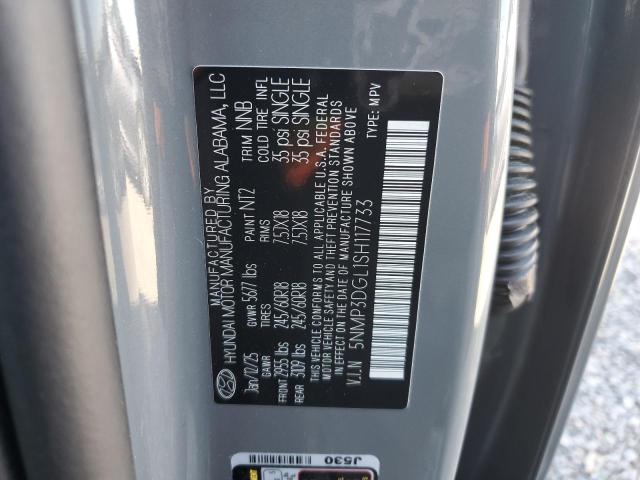 MANUFACTURED BY
HYUNDAI MOTOR MANUFACTURING ALABAMA, LLC
Jan/12/25 GVWR 5677 lbs PAINT NT2 TRIM NNB
GAWR TIRES RIMS COLD TIRE INFL
FRONT 2955 lbs 245/60R18 7.5JX18 35 psi SINGLE
REAR 3109 lbs 245/60R18 7.5JX18 35 psi SINGLE
THIS VEHICLE CONFORMS TO ALL APPLICABLE U.S.A. FEDERAL
MOTOR VEHICLE SAFETY AND THEFT PREVENTION STANDARDS
IN EFFECT ON THE DATE OF MANUFACTURE SHOWN ABOVE
V.I.N 5NMP3DGL1SH117733 TYPE: MPV
J530